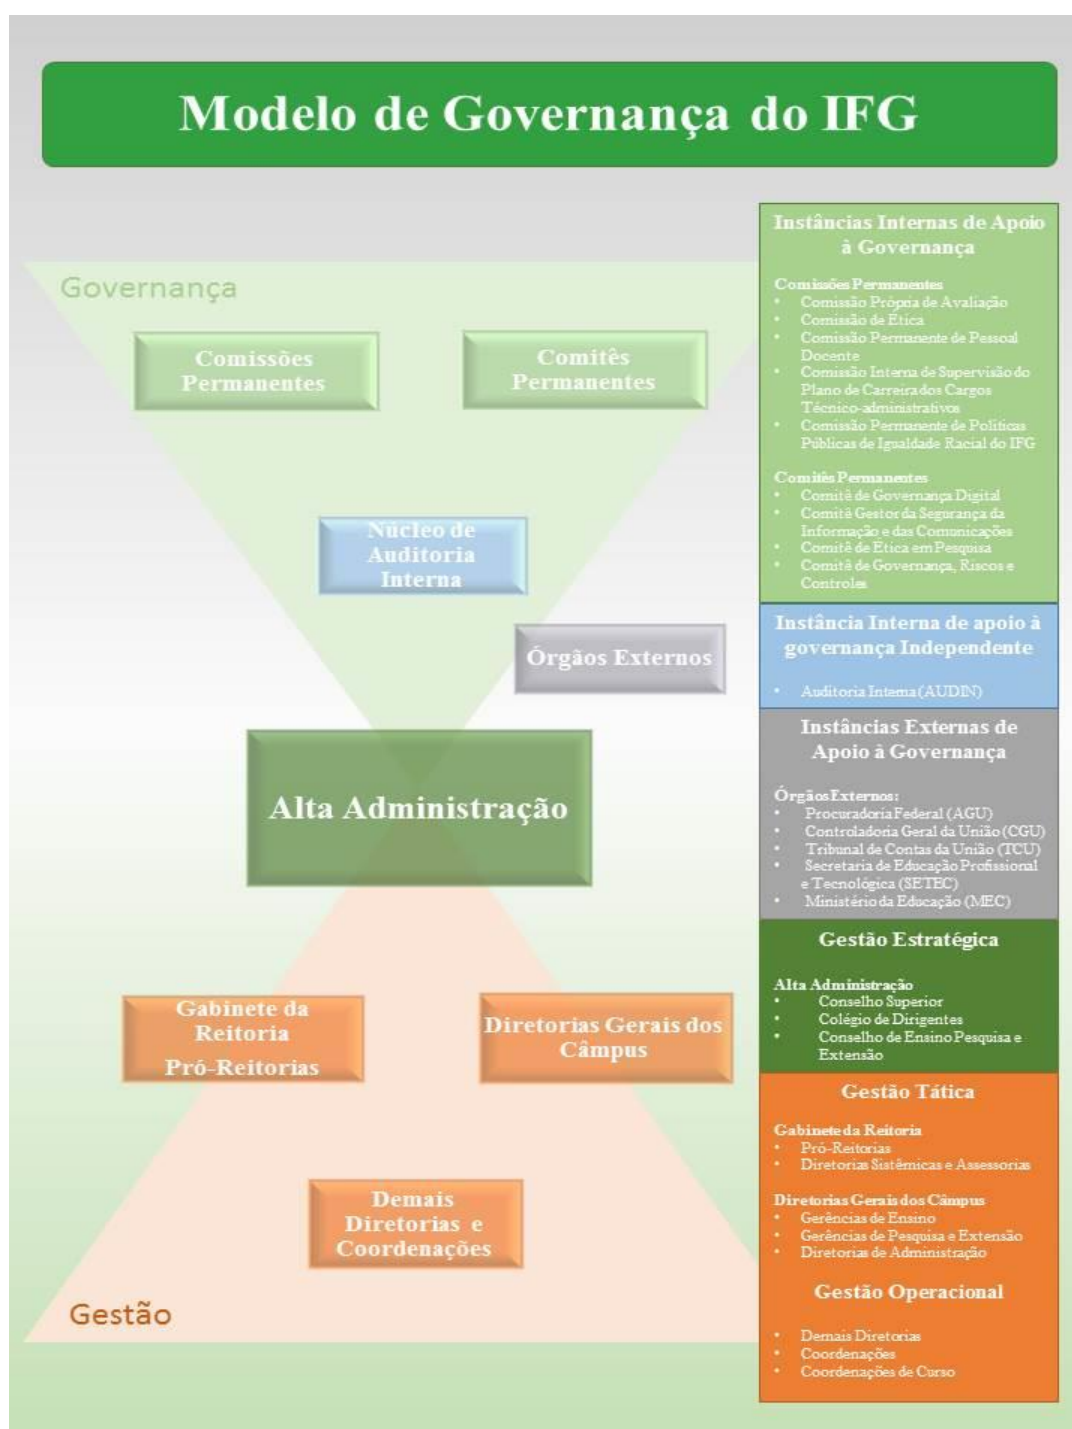 Modelo de Governança do IFG
Governança
Comissões
Permanentes
Comitês
Permanentes
Núcleo de
Auditoria
Interna
Órgãos Externos
Alta Administração
Gabinete da
Reitoria
Pró-Reitorias
Diretorias Gerais dos
Câmpus
Demais
Diretorias e
Coordenações
Gestão
Instâncias Internas de Apoio
à Governança
Comissões Permanentes
• Comissão Própria de Avaliação
• Comissão de Ética
• Comissão Permanente de Pessoal
Docente
• Comissão Interna de Supervisão do
Plano de Carreira dos Cargos
Técnico-administrativos
• Comissão Permanente de Políticas
Públicas de Igualdade Racial do IFG
Comitês Permanentes
• Comitê de Governança Digital
• Comitê Gestor da Segurança da
Informação e das Comunicações
• Comitê de Ética em Pesquisa
• Comitê de Governança, Riscos e
Controles
Instância Interna de apoio à
governança Independente
• Auditoria Interna (AUDIN)
Instâncias Externas de
Apoio à Governança
Órgãos Externos:
• Procuradoria Federal (AGU)
• Controladoria Geral da União (CGU)
• Tribunal de Contas da União (TCU)
• Secretaria de Educação Profissional
e Tecnológica (SETEC)
• Ministério da Educação (MEC)
Gestão Estratégica
Alta Administração
• Conselho Superior
• Colégio de Dirigentes
• Conselho de Ensino Pesquisa e
Extensão
Gestão Tática
Gabinete da Reitoria
• Pró-Reitorias
• Diretorias Sistêmicas e Assessorias
Diretorias Gerais dos Câmpus
• Gerências de Ensino
• Gerências de Pesquisa e Extensão
• Diretorias de Administração
Gestão Operacional
• Demais Diretorias
• Coordenações
• Coordenações de Curso